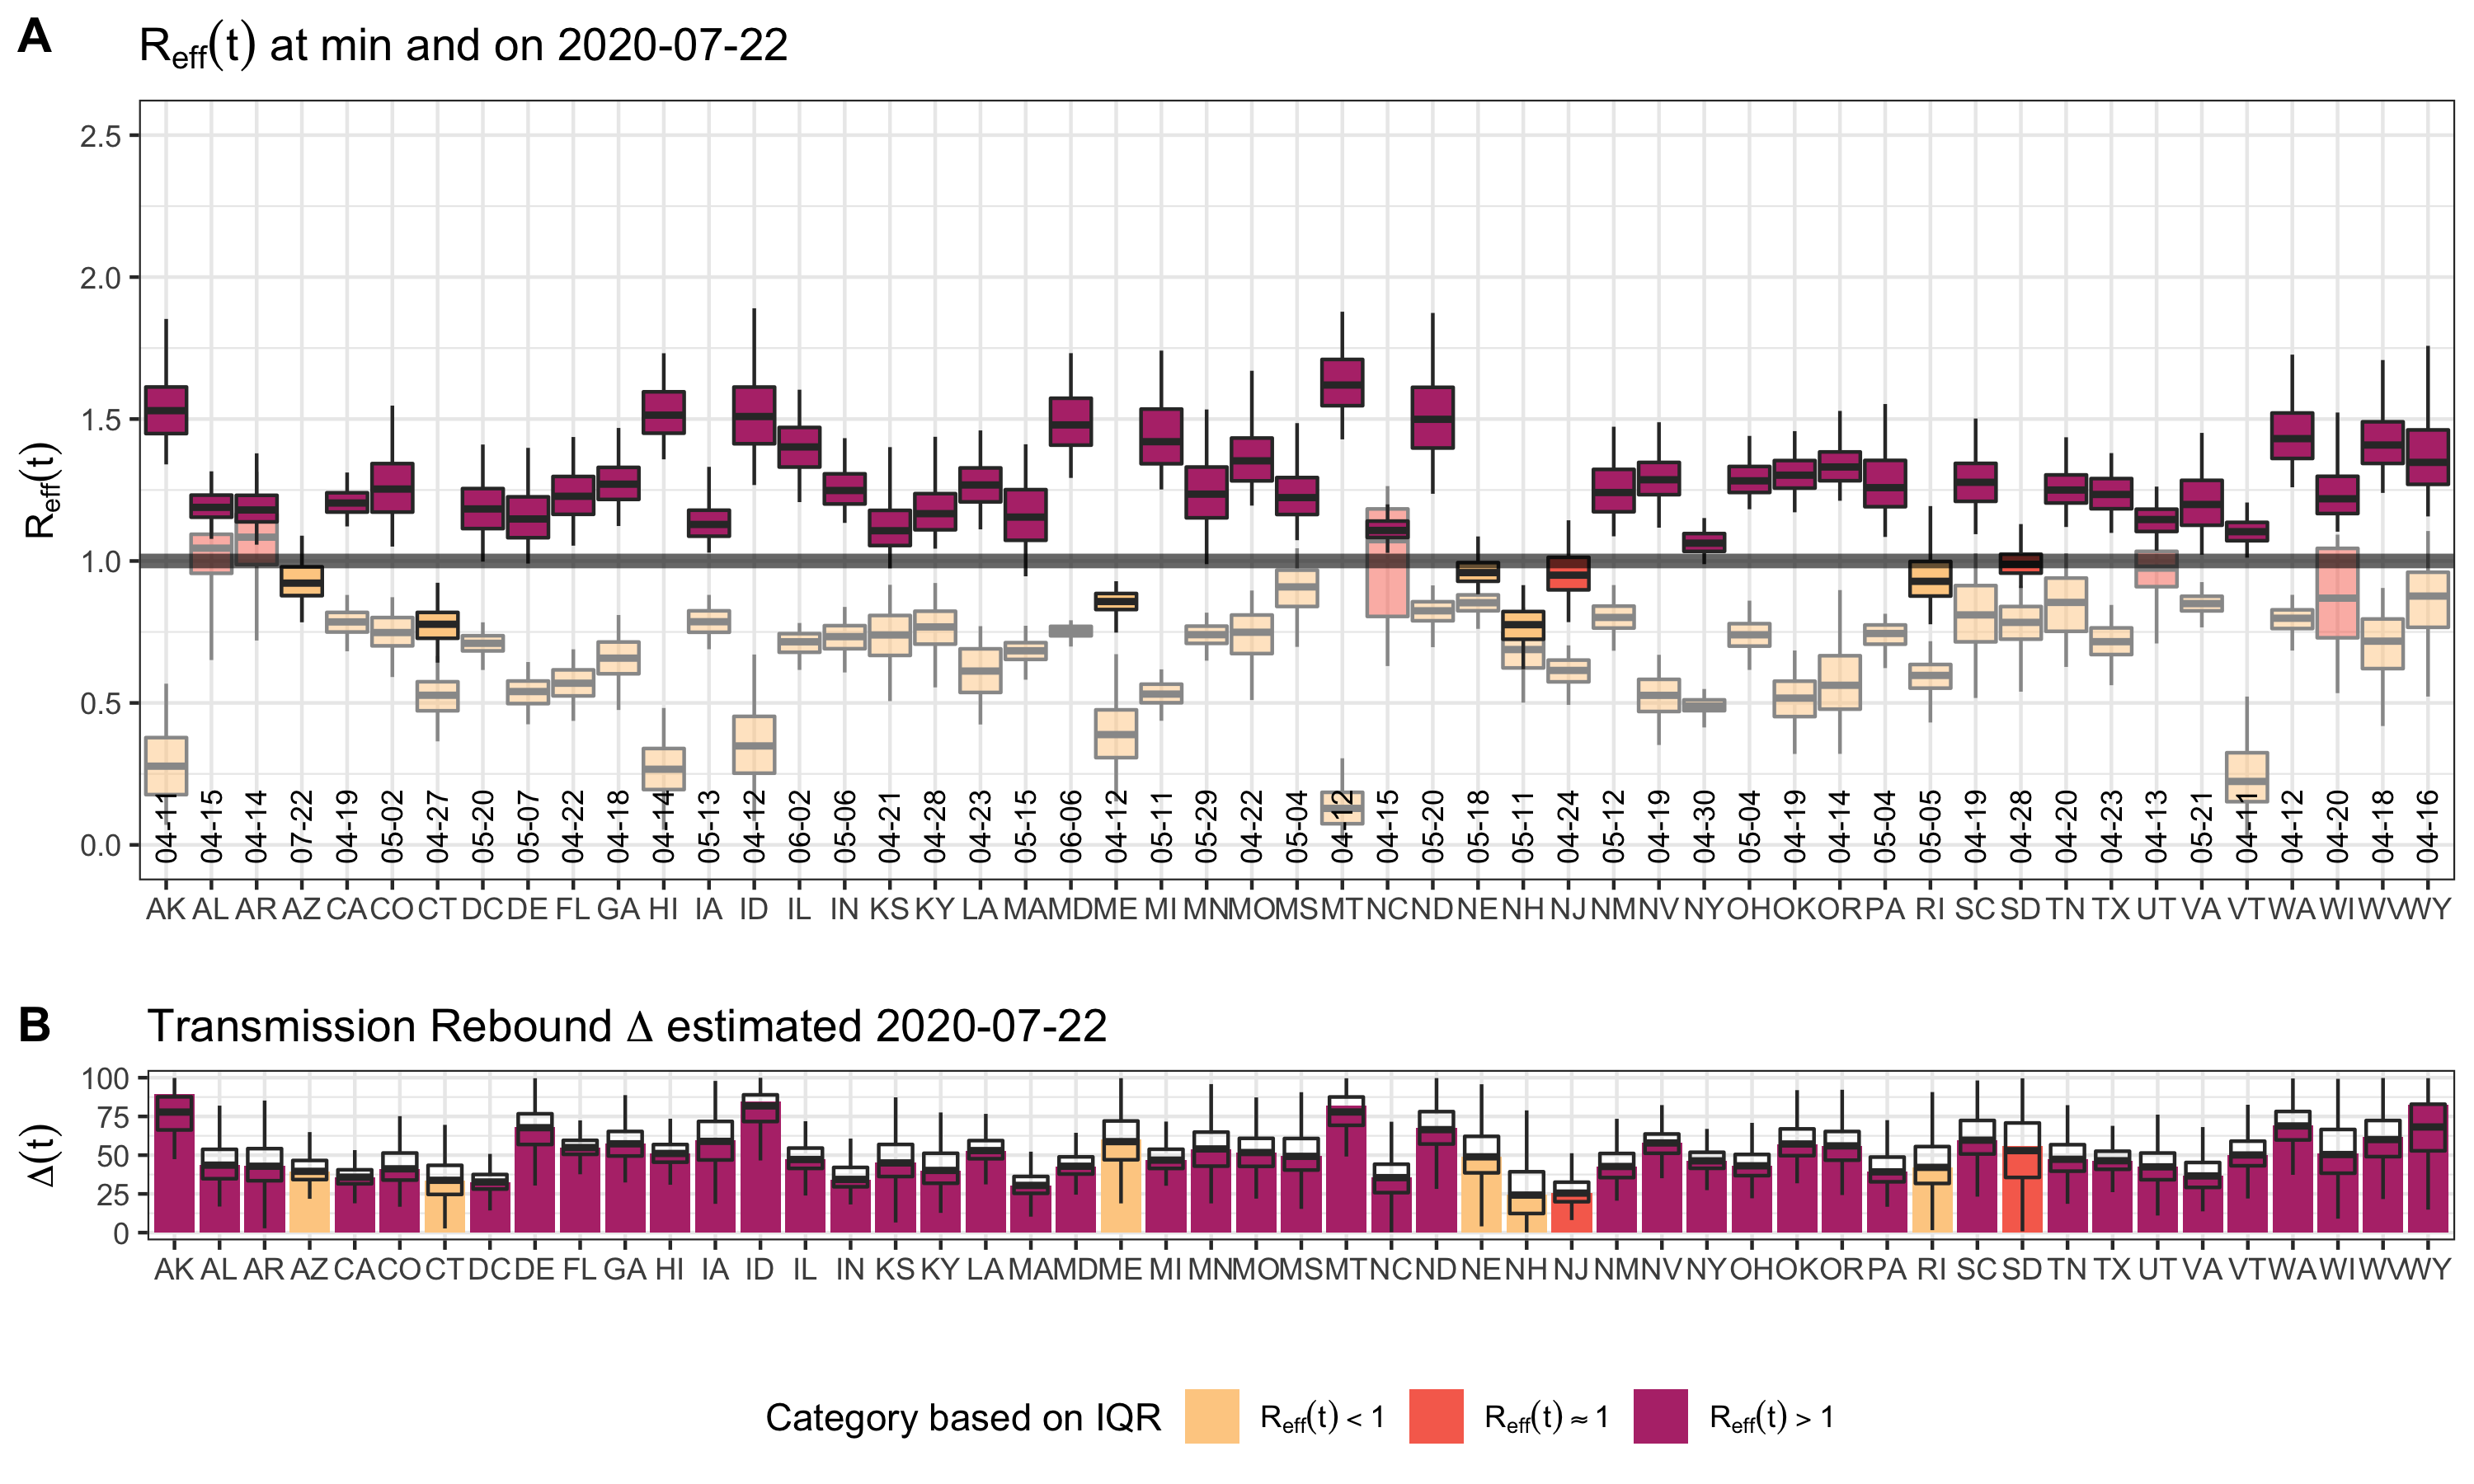 A
Reff(t) at min and on 2020-07-22
Reff(t)
2.5
2.0
1.5
1.0
0.5
0.0
04-11 04-15 04-14 07-22 04-19 05-02 04-27 05-20 05-07 04-22 04-18 04-14 05-13 04-12 06-02 05-06 04-21 04-28 04-23 05-15 06-06 04-12 05-11 05-29 04-22 05-04 04-12 04-15 05-20 05-18 05-11 04-24 05-12 04-19 04-30 05-04 04-19 04-14 05-04 05-05 04-19 04-28 04-20 04-23 04-13 05-21 04-11 04-12 04-20 04-18 04-16
AK AL AR AZ CA CO CT DC DE FL GA HI IA ID IL IN KS KY LA MA MD ME MI MN MO MS MT NC ND NE NH NJ NM NV NY OH OK OR PA RI SC SD TN TX UT VA VT WA WI WV WY
B
Transmission Rebound Δ estimated 2020-07-22
Δ(t)
100
75
50
25
0
AK AL AR AZ CA CO CT DC DE FL GA HI IA ID IL IN KS KY LA MA MD ME MI MN MO MS MT NC ND NE NH NJ NM NV NY OH OK OR PA RI SC SD TN TX UT VA VT WA WI WV WY
Category based on IQR Reff(t) < 1 Reff(t) ≈ 1 Reff(t) > 1